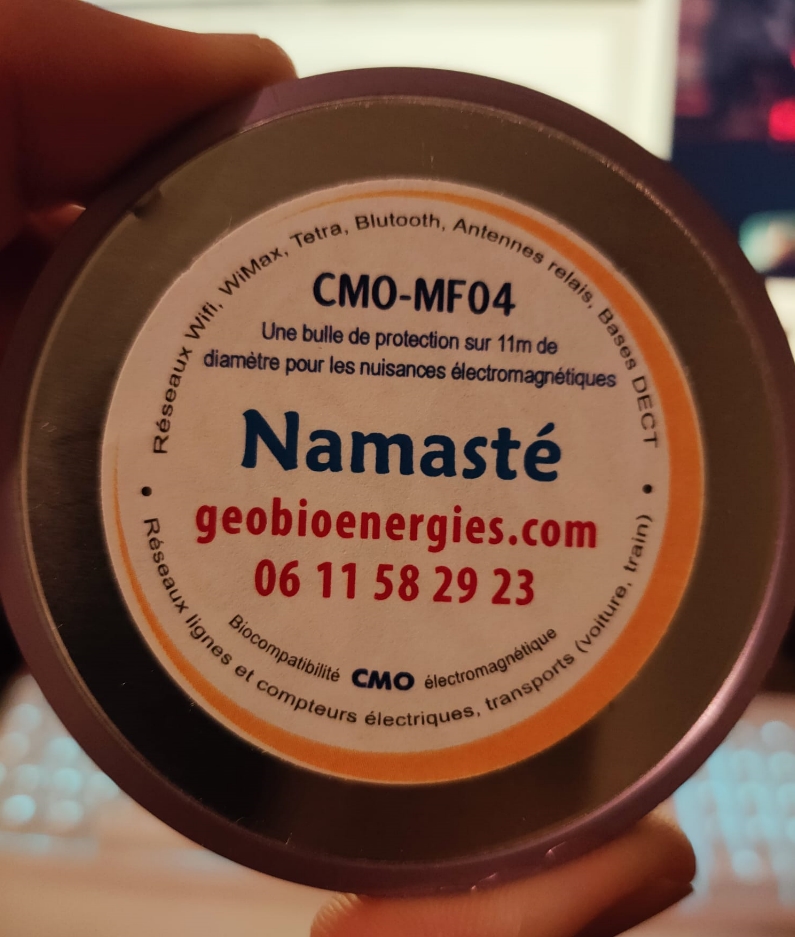 Réseaux Wifi, WiMax, Tetra, Blutooth, Antennes relais, Bases DECT
CMO-MF04
Une bulle de protection sur 11m de
diamètre pour les nuisances électromagnétiques
Namasté
geobioenergies.com
06 11 58 29 23
Biocompatibilité CMO électromagnétique
Réseaux lignes et compteurs électriques, transports (voiture, train)